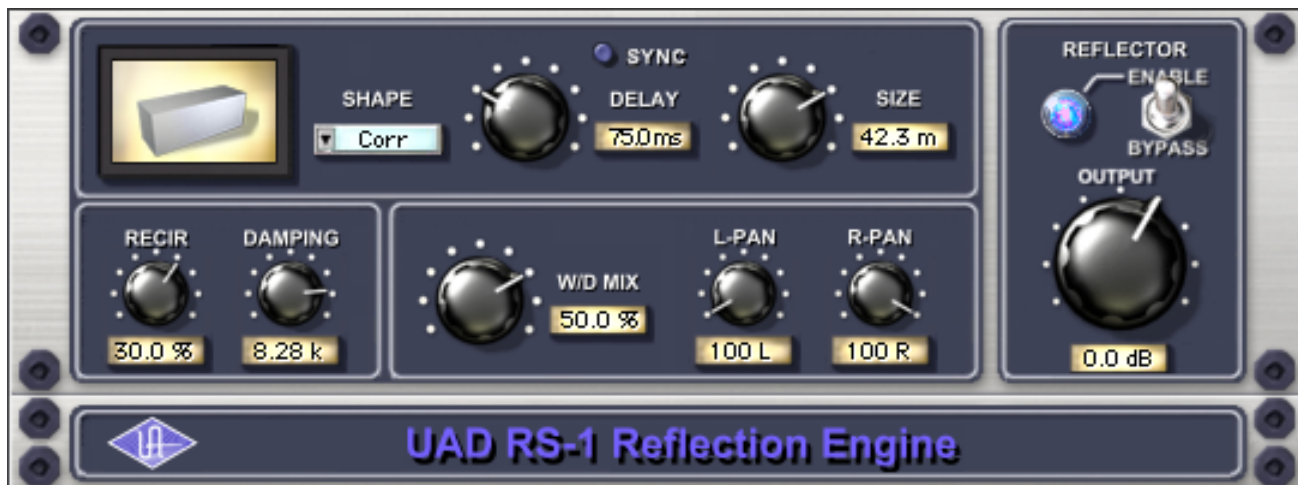 SYNC
SHAPE
DELAY
SIZE
Corr
75.0ms
42.3 m
REFLECTOR
ENABLE
BYPASS
OUTPUT
0.0 dB
RECIR
DAMPING
30.0 %
8.28 k
W/D MIX
50.0 %
L-PAN
R-PAN
100 L
100 R
UA
UAD RS-1 Reflection Engine